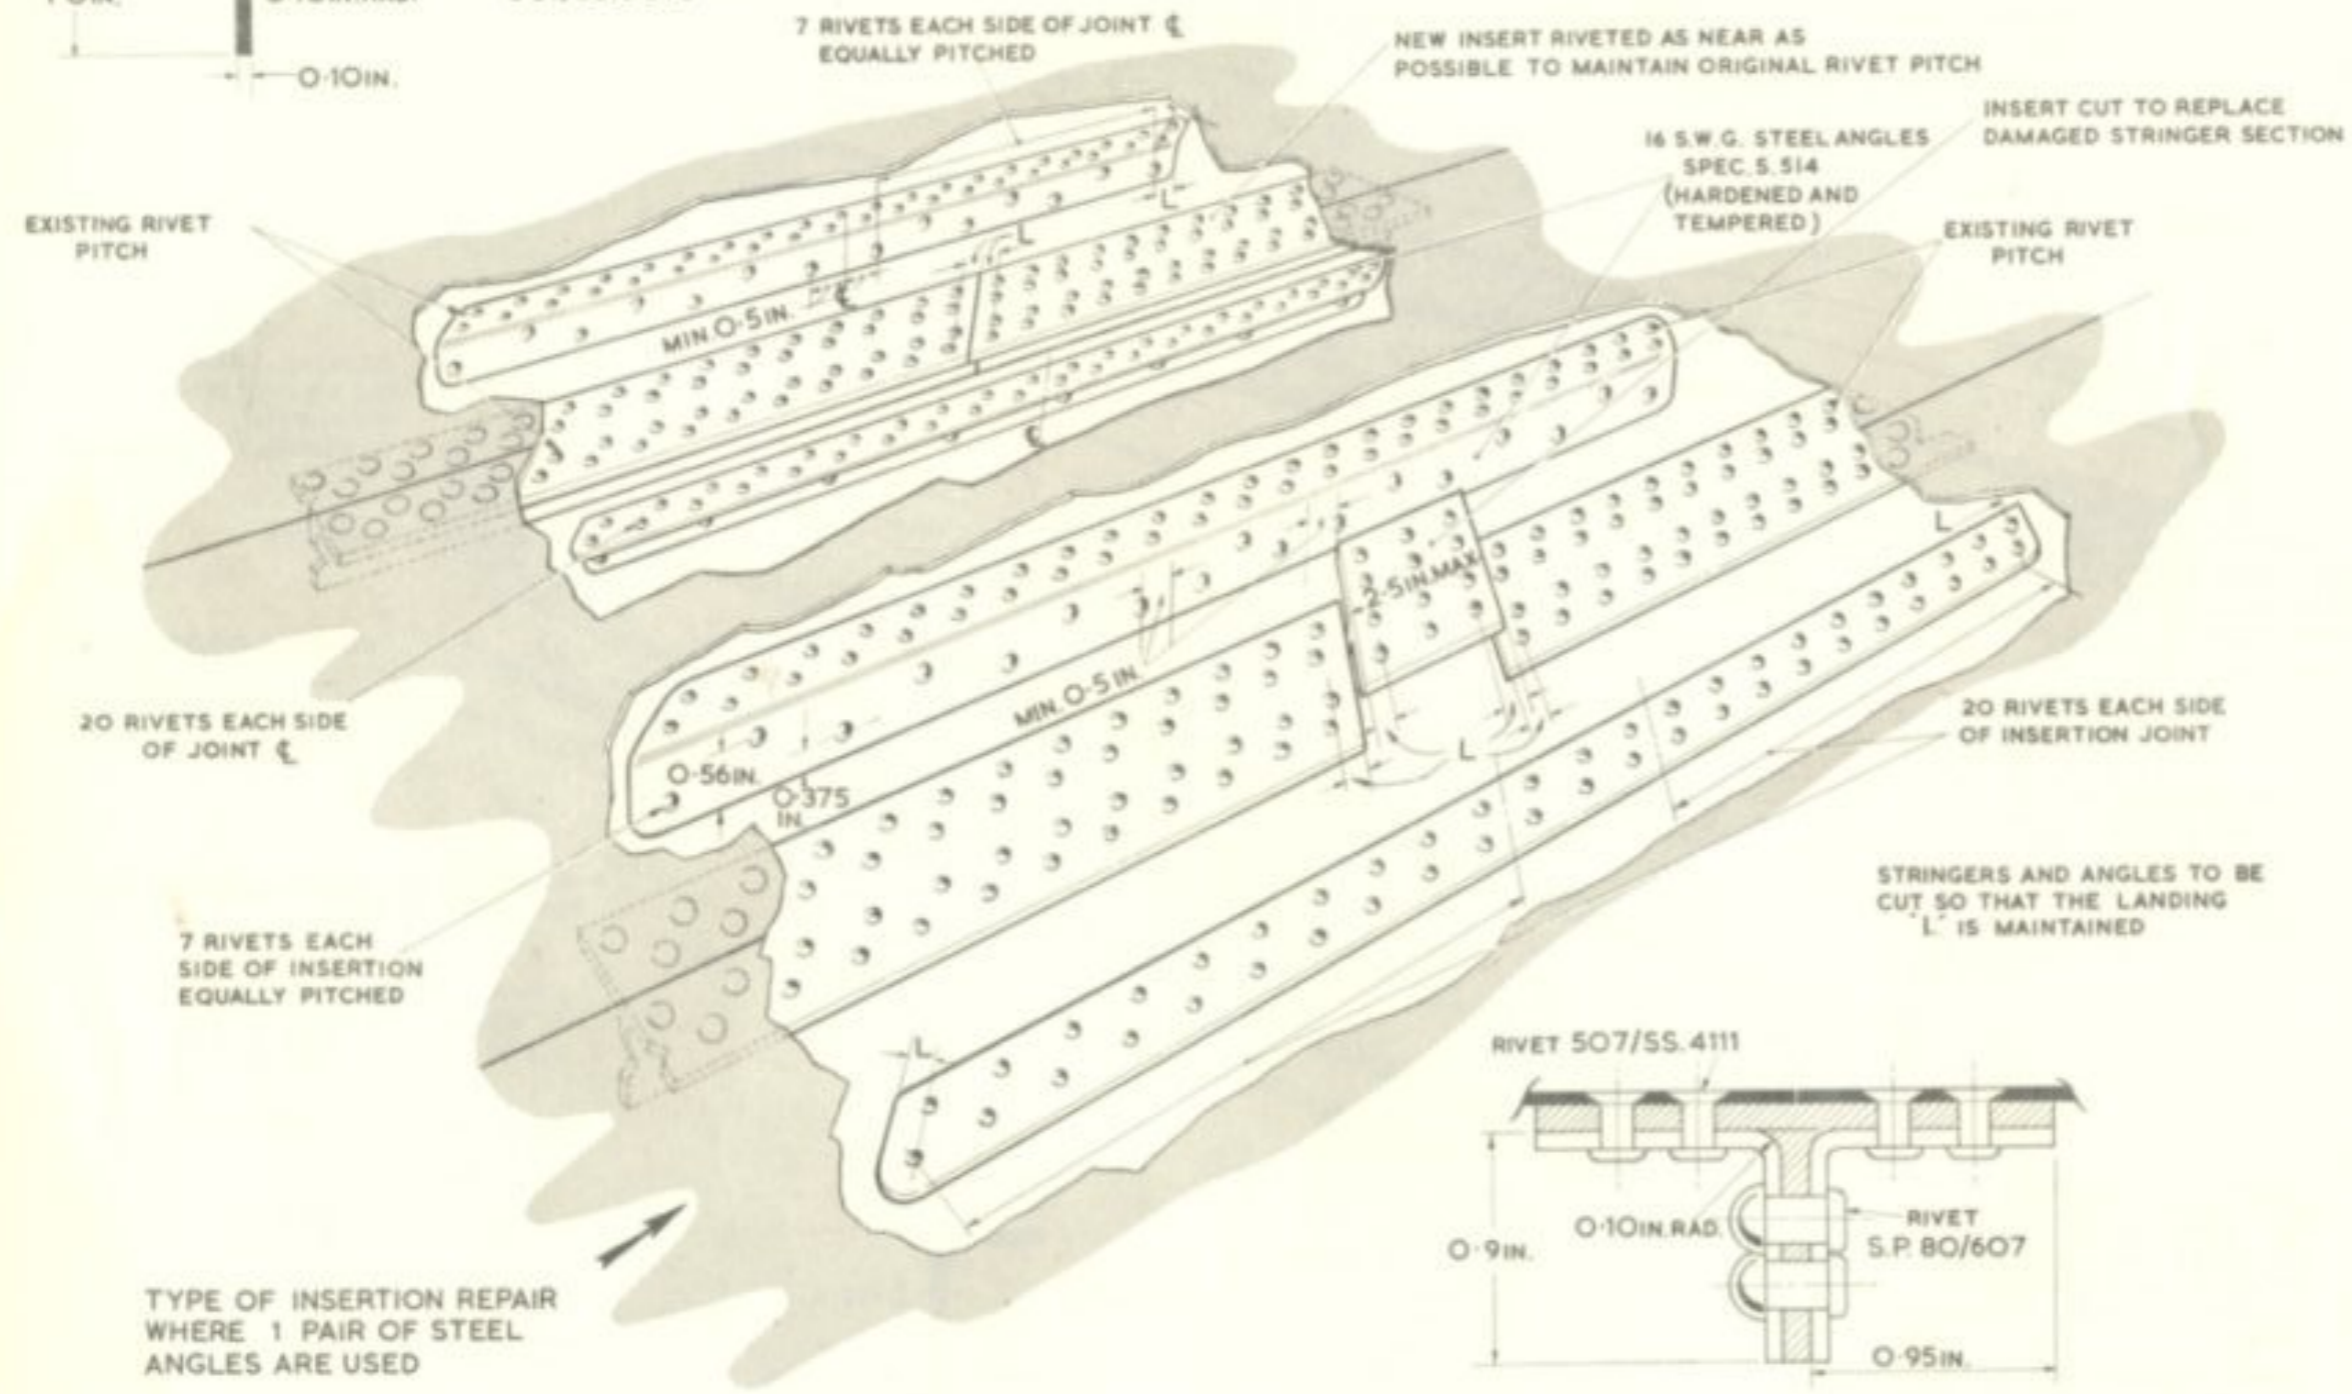 0·10IN.
7 RIVETS EACH SIDE OF JOINT ℄
EQUALLY PITCHED
NEW INSERT RIVETED AS NEAR AS
POSSIBLE TO MAINTAIN ORIGINAL RIVET PITCH
INSERT CUT TO REPLACE
DAMAGED STRINGER SECTION
16 S.W.G. STEEL ANGLES
SPEC. S. 514
(HARDENED AND
TEMPERED)
EXISTING RIVET
PITCH
EXISTING RIVET
PITCH
L
L
MIN. 0·5 IN.
L
2·5 IN. MAX
MIN. 0·5 IN.
20 RIVETS EACH SIDE
OF JOINT ℄
0·56IN.
0·375
IN.
L
20 RIVETS EACH SIDE
OF INSERTION JOINT
STRINGERS AND ANGLES TO BE
CUT SO THAT THE LANDING
'L' IS MAINTAINED
7 RIVETS EACH
SIDE OF INSERTION
EQUALLY PITCHED
L
RIVET 507/SS. 4111
0·10IN. RAD.
RIVET
S.P. 80/607
0·9IN.
0·95IN.
TYPE OF INSERTION REPAIR
WHERE 1 PAIR OF STEEL
ANGLES ARE USED